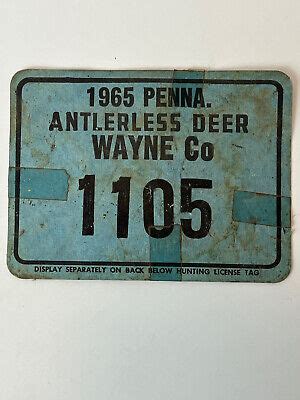 1965 PENNA.
ANTLERLESS DEER
WAYNE Co
1105
DISPLAY SEPARATELY ON BACK BELOW HUNTING LICENSE TAG